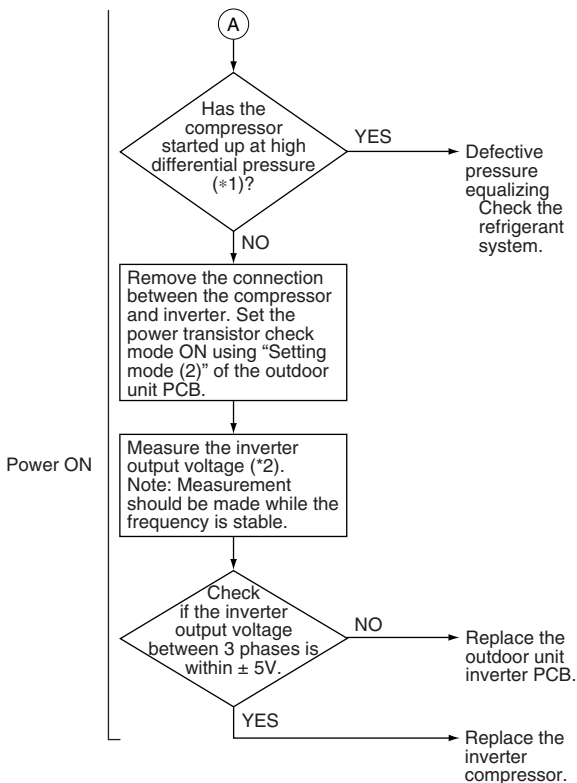 A
Has the
compressor
started up at high
differential pressure
(*1)?
YES
Defective
pressure
equalizing
Check the
refrigerant
system.
NO
Remove the connection
between the compressor
and inverter. Set the
power transistor check
mode ON using “Setting
mode (2)” of the outdoor
unit PCB.
Power ON
Measure the inverter
output voltage (*2).
Note: Measurement
should be made while the
frequency is stable.
Check
if the inverter
output voltage
between 3 phases is
within ± 5V.
NO
Replace the
outdoor unit
inverter PCB.
YES
Replace the
inverter
compressor.